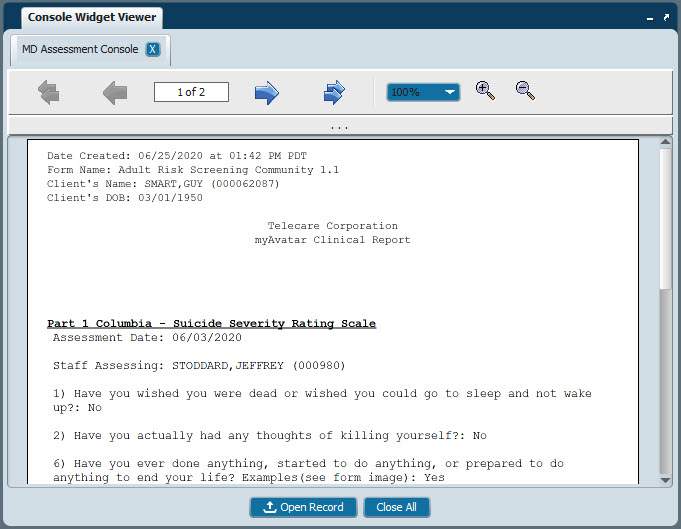 Console Widget Viewer
MD Assessment Console X
1 of 2
100%
...
Date Created: 06/25/2020 at 01:42 PM PDT
Form Name: Adult Risk Screening Community 1.1
Client's Name: SMART,GUY (000062087)
Client's DOB: 03/01/1950
Telecare Corporation
myAvatar Clinical Report
Part 1 Columbia - Suicide Severity Rating Scale
Assessment Date: 06/03/2020
Staff Assessing: STODDARD,JEFFREY (000980)
1) Have you wished you were dead or wished you could go to sleep and not wake
up?: No
2) Have you actually had any thoughts of killing yourself?: No
6) Have you ever done anything, started to do anything, or prepared to do
anything to end your life? Examples(see form image): Yes
Open Record Close All